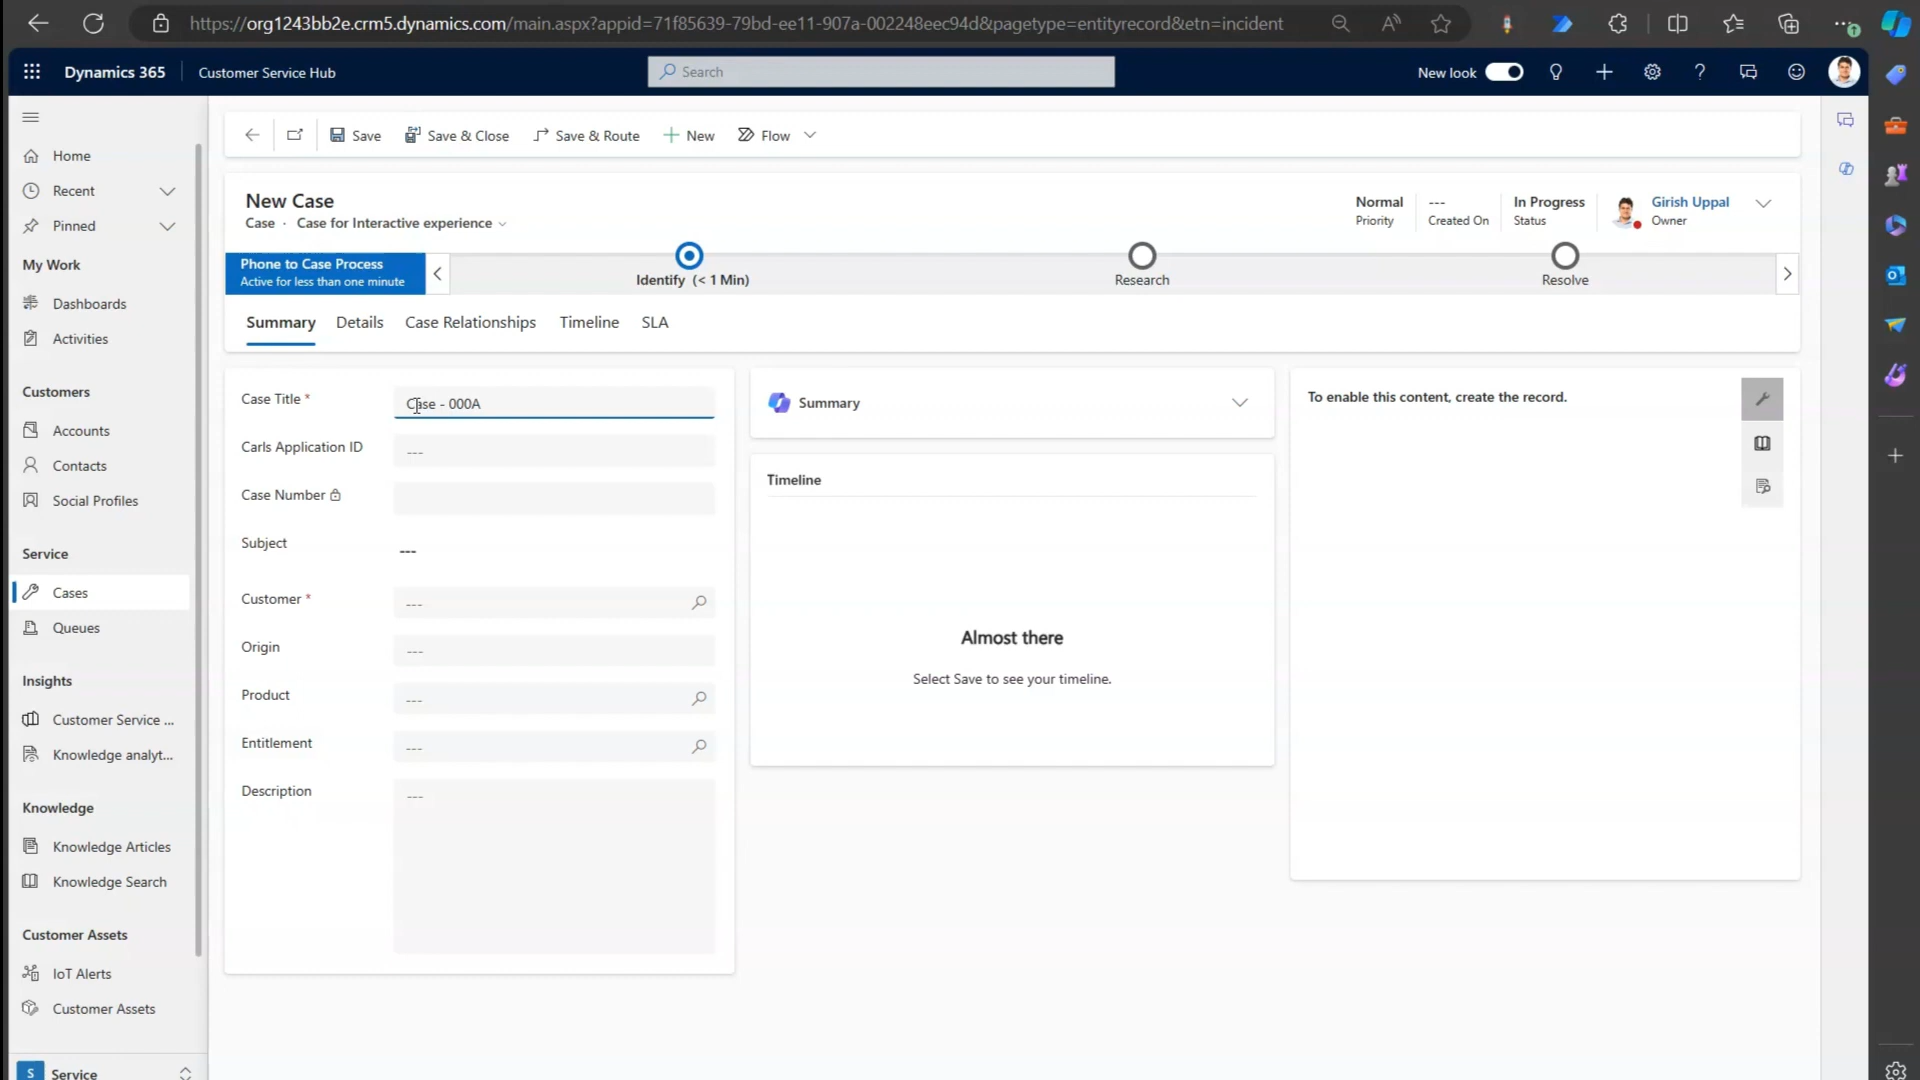 https://org1243bb2e.crm5.dynamics.com/main.aspx?appid=71f85639-79bd-ee11-907a-002248eec94d&pagetype=entityrecord&etn=incident
Dynamics 365
Customer Service Hub
Search
New look
Home
Recent
Pinned
My Work
Dashboards
Activities
Customers
Accounts
Contacts
Social Profiles
Service
Cases
Queues
Insights
Customer Service ...
Knowledge analyt...
Knowledge
Knowledge Articles
Knowledge Search
Customer Assets
IoT Alerts
Customer Assets
S Service
Save
Save & Close
Save & Route
New
Flow
New Case
Case · Case for Interactive experience
Normal
Priority
---
Created On
In Progress
Status
Girish Uppal
Owner
Phone to Case Process
Active for less than one minute
Identify (< 1 Min)
Research
Resolve
Summary
Details
Case Relationships
Timeline
SLA
Case Title *
Case - 000A
Carls Application ID
---
Case Number
Subject
---
Customer *
---
Origin
---
Product
---
Entitlement
---
Description
---
Summary
Timeline
Almost there
Select Save to see your timeline.
To enable this content, create the record.